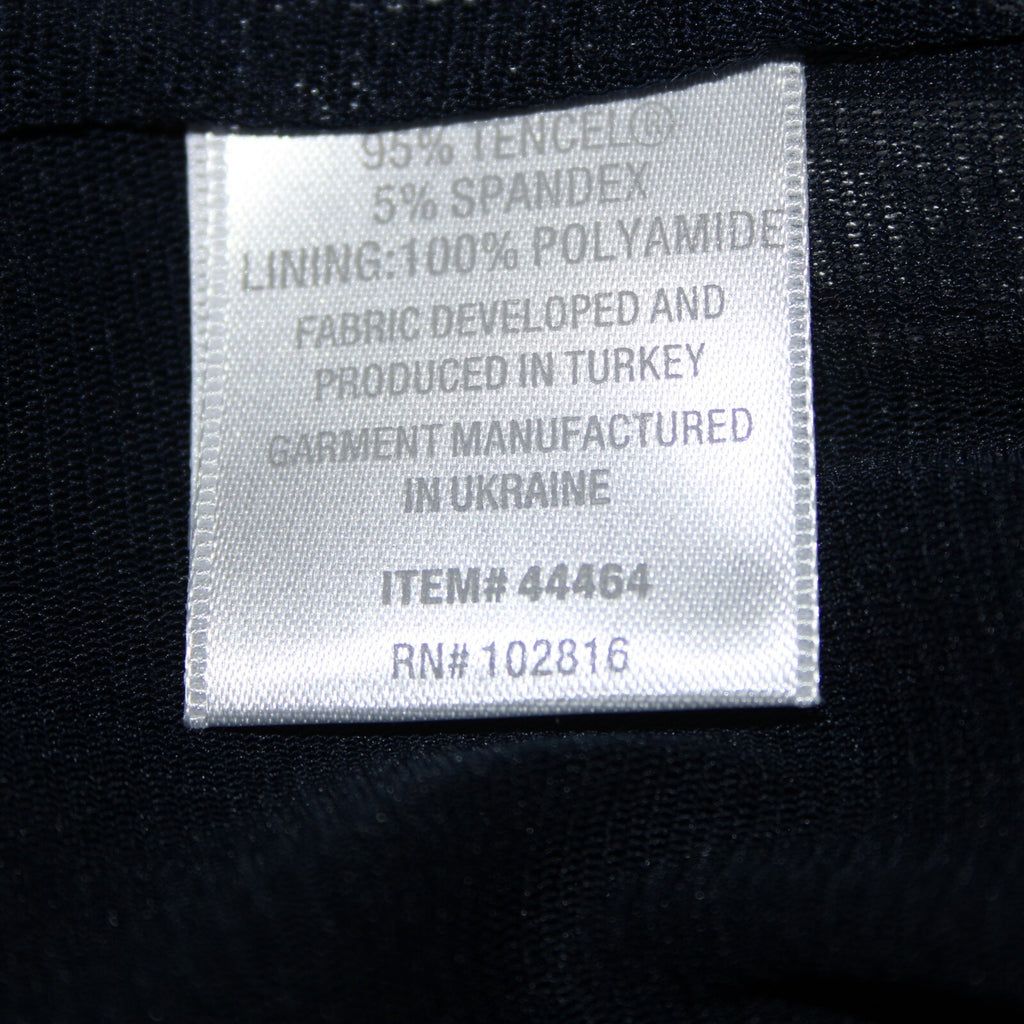 95% TENCEL®
5% SPANDEX
LINING:100% POLYAMIDE
FABRIC DEVELOPED AND
PRODUCED IN TURKEY
GARMENT MANUFACTURED
IN UKRAINE
ITEM# 44464
RN# 102816